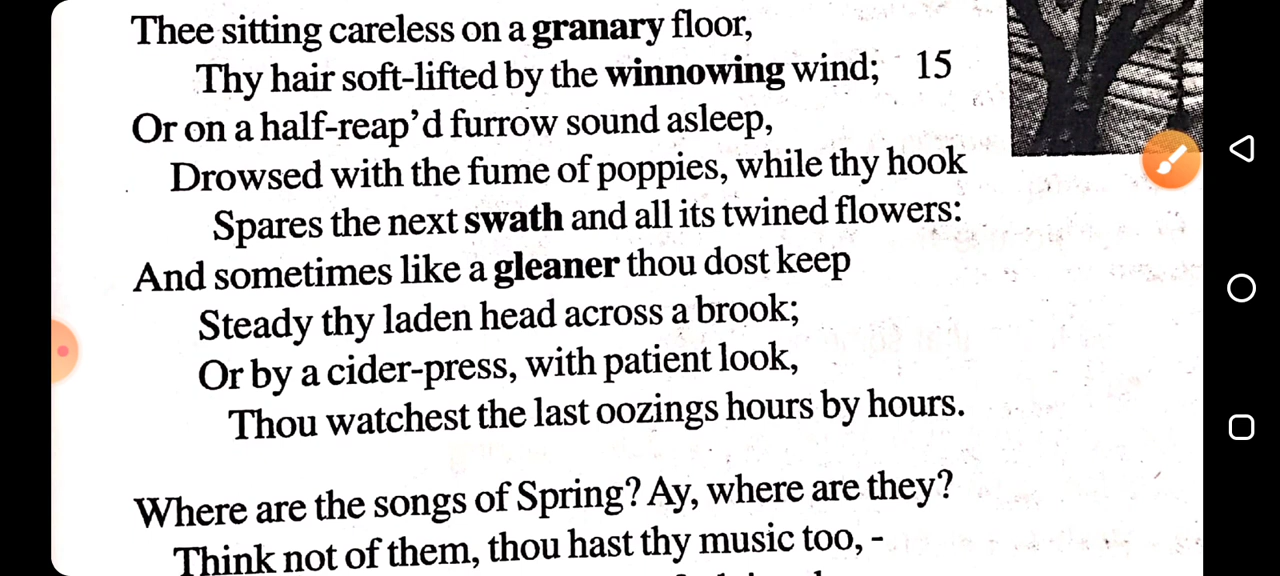 Thee sitting careless on a granary floor,
Thy hair soft-lifted by the winnowing wind; 15
Or on a half-reap'd furrow sound asleep,
Drowsed with the fume of poppies, while thy hook
Spares the next swath and all its twined flowers:
And sometimes like a gleaner thou dost keep
Steady thy laden head across a brook;
Or by a cider-press, with patient look,
Thou watchest the last oozings hours by hours.
Where are the songs of Spring? Ay, where are they?
Think not of them, thou hast thy music too, -